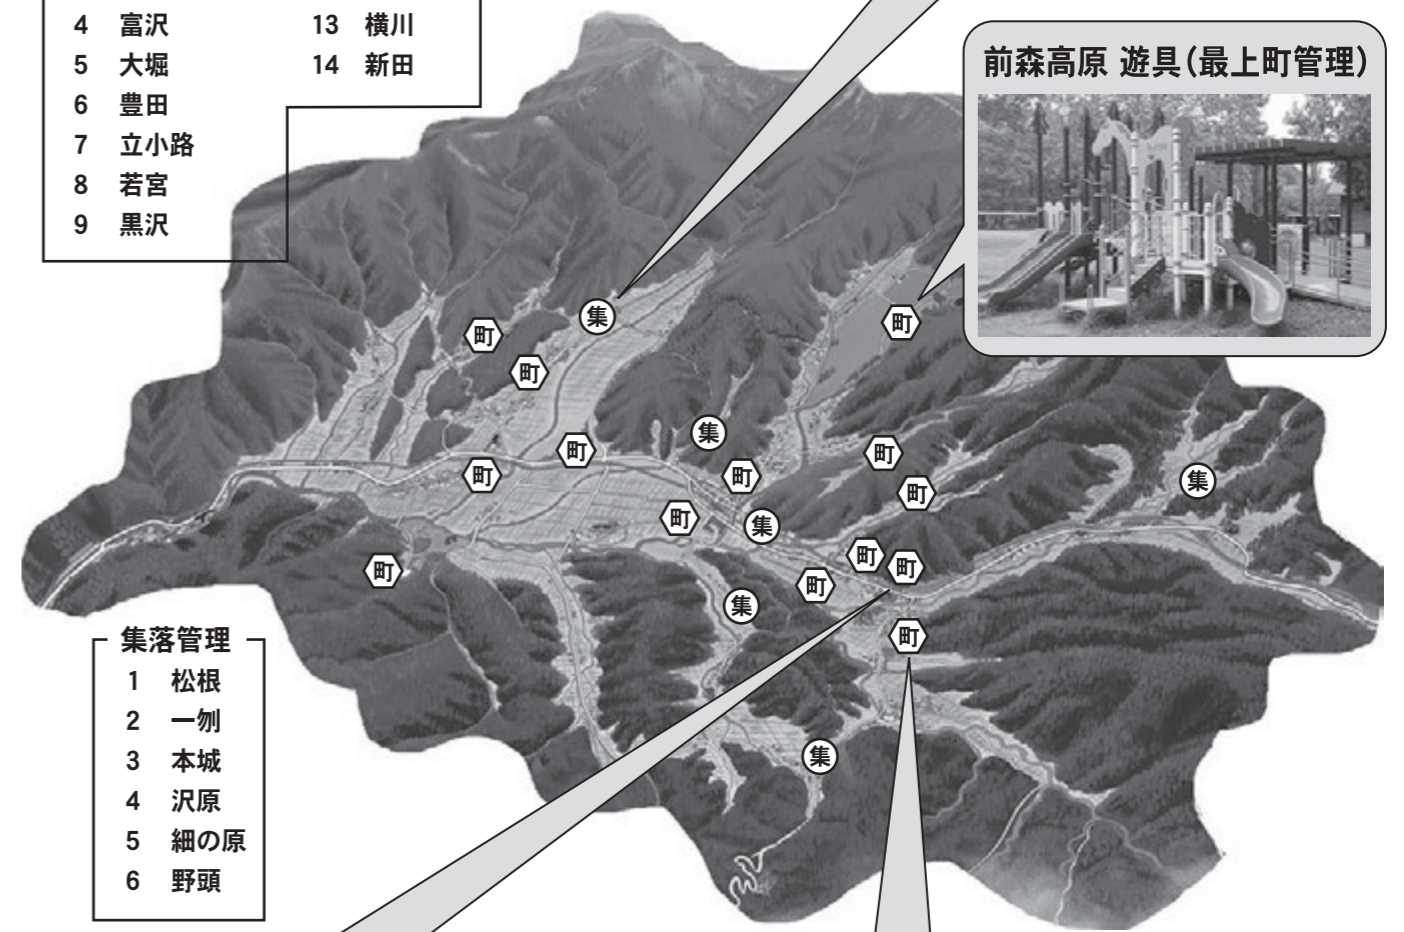 4 富沢
5 大堀
6 豊田
7 立小路
8 若宮
9 黒沢
13 横川
14 新田
前森高原 遊具(最上町管理)
町
集
町
町
町
町
集
町
町
町
集
町
集
町
町
町
町
集
町
集
集落管理
1 松根
2 一刎
3 本城
4 沢原
5 細の原
6 野頭